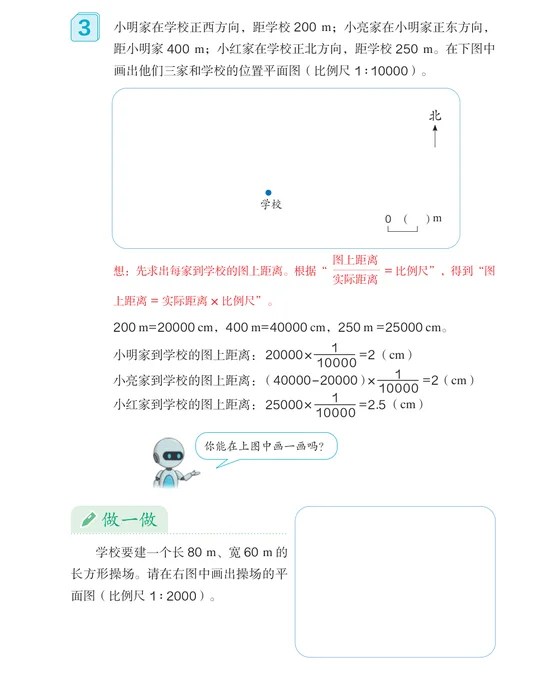 3
小明家在学校正西方向，距学校 200 m；小亮家在小明家正东方向，
距小明家 400 m；小红家在学校正北方向，距学校 250 m。在下图中
画出他们三家和学校的位置平面图（比例尺 1∶10000）。
北
学校
0 （ ）m
想：先求出每家到学校的图上距离。根据“图上距离/实际距离＝比例尺”，得到“图
上距离＝实际距离×比例尺”。
200 m=20000 cm，400 m=40000 cm，250 m =25000 cm。
小明家到学校的图上距离：20000×1/10000=2（cm）
小亮家到学校的图上距离：（40000−20000）×1/10000=2（cm）
小红家到学校的图上距离：25000×1/10000=2.5（cm）
你能在上图中画一画吗？
做一做
学校要建一个长 80 m、宽 60 m 的
长方形操场。请在右图中画出操场的平
面图（比例尺 1∶2000）。